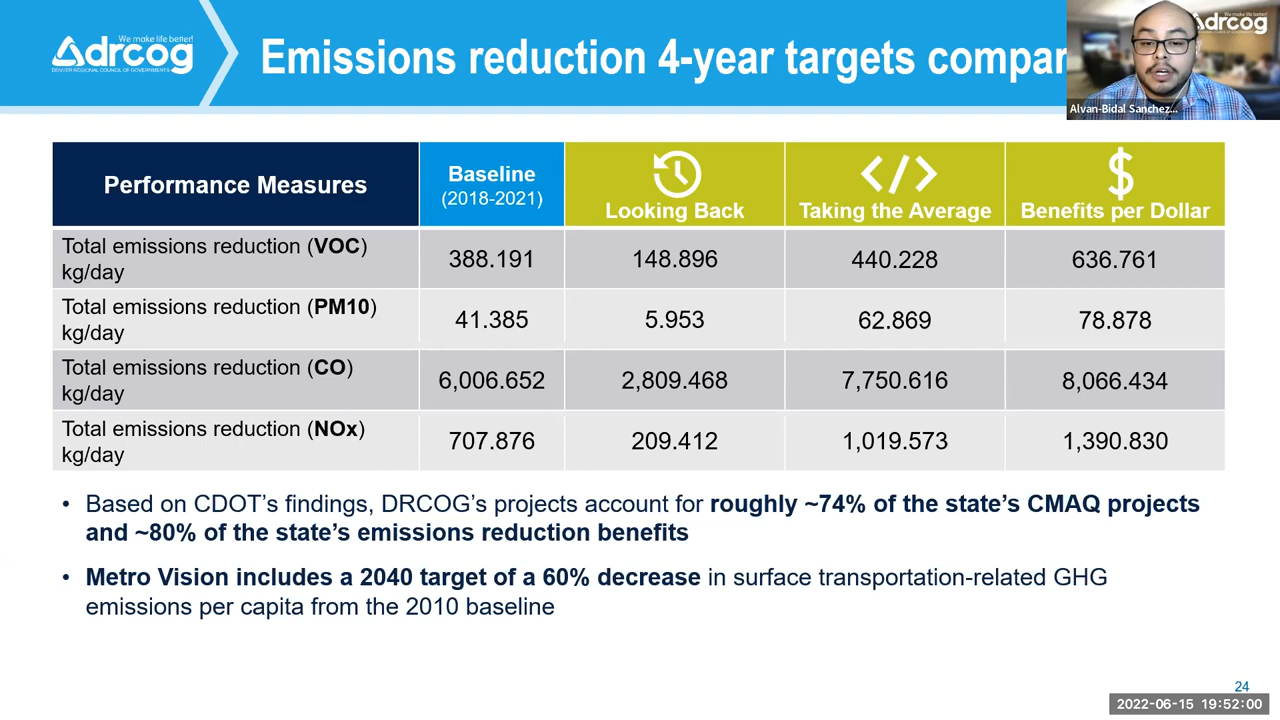 We make life better!
drcog
DENVER REGIONAL COUNCIL OF GOVERNMENTS
Emissions reduction 4-year targets compar
drcog
Alvan-Bidal Sanchez...
Performance Measures
Baseline
(2018-2021)
Looking Back
Taking the Average
$
Benefits per Dollar
Total emissions reduction (VOC)
kg/day
388.191
148.896
440.228
636.761
Total emissions reduction (PM10)
kg/day
41.385
5.953
62.869
78.878
Total emissions reduction (CO)
kg/day
6,006.652
2,809.468
7,750.616
8,066.434
Total emissions reduction (NOx)
kg/day
707.876
209.412
1,019.573
1,390.830
• Based on CDOT’s findings, DRCOG’s projects account for roughly ~74% of the state’s CMAQ projects
and ~80% of the state’s emissions reduction benefits
• Metro Vision includes a 2040 target of a 60% decrease in surface transportation-related GHG
emissions per capita from the 2010 baseline
24
2022-06-15 19:52:00